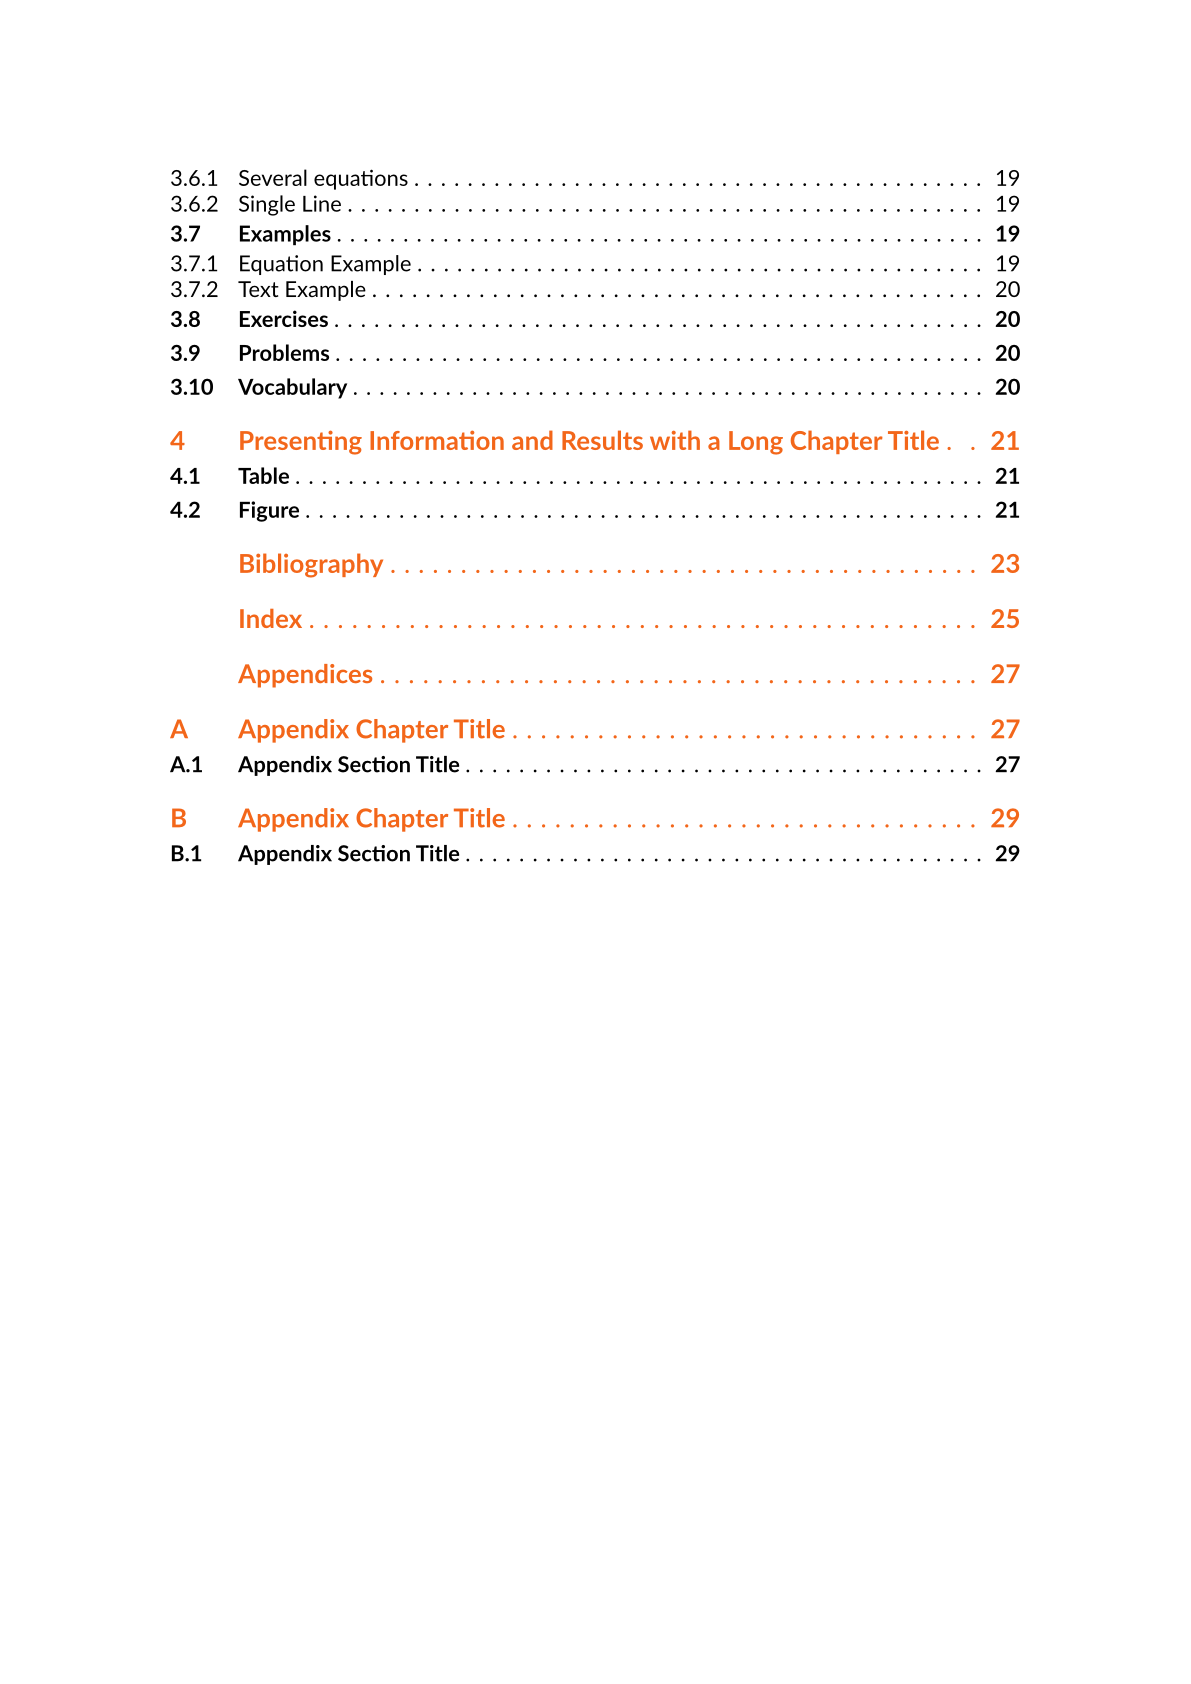 3.6.1 Several equations . . . . . . . . . . . . . . . . . . . . . . . . . . . . . . . . . . . . . . . . . . . 19
3.6.2 Single Line . . . . . . . . . . . . . . . . . . . . . . . . . . . . . . . . . . . . . . . . . . . . . . . . 19
3.7 Examples . . . . . . . . . . . . . . . . . . . . . . . . . . . . . . . . . . . . . . . . . . . . . . . . . 19
3.7.1 Equation Example . . . . . . . . . . . . . . . . . . . . . . . . . . . . . . . . . . . . . . . . . . . 19
3.7.2 Text Example . . . . . . . . . . . . . . . . . . . . . . . . . . . . . . . . . . . . . . . . . . . . . . 20
3.8 Exercises . . . . . . . . . . . . . . . . . . . . . . . . . . . . . . . . . . . . . . . . . . . . . . . . . 20
3.9 Problems . . . . . . . . . . . . . . . . . . . . . . . . . . . . . . . . . . . . . . . . . . . . . . . . . 20
3.10 Vocabulary . . . . . . . . . . . . . . . . . . . . . . . . . . . . . . . . . . . . . . . . . . . . . . . . 20
4 Presenting Information and Results with a Long Chapter Title . . 21
4.1 Table . . . . . . . . . . . . . . . . . . . . . . . . . . . . . . . . . . . . . . . . . . . . . . . . . . . . 21
4.2 Figure . . . . . . . . . . . . . . . . . . . . . . . . . . . . . . . . . . . . . . . . . . . . . . . . . . . 21
Bibliography . . . . . . . . . . . . . . . . . . . . . . . . . . . . . . . . . . . . . . . . . . 23
Index . . . . . . . . . . . . . . . . . . . . . . . . . . . . . . . . . . . . . . . . . . . . . . . 25
Appendices . . . . . . . . . . . . . . . . . . . . . . . . . . . . . . . . . . . . . . . . . . 27
A Appendix Chapter Title . . . . . . . . . . . . . . . . . . . . . . . . . . . . . . . . . 27
A.1 Appendix Section Title . . . . . . . . . . . . . . . . . . . . . . . . . . . . . . . . . . . . . . . 27
B Appendix Chapter Title . . . . . . . . . . . . . . . . . . . . . . . . . . . . . . . . . 29
B.1 Appendix Section Title . . . . . . . . . . . . . . . . . . . . . . . . . . . . . . . . . . . . . . . 29